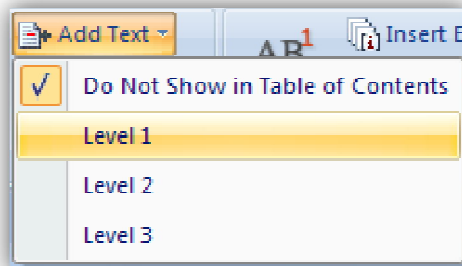 Add Text
AB1
Insert E
Do Not Show in Table of Contents
Level 1
Level 2
Level 3